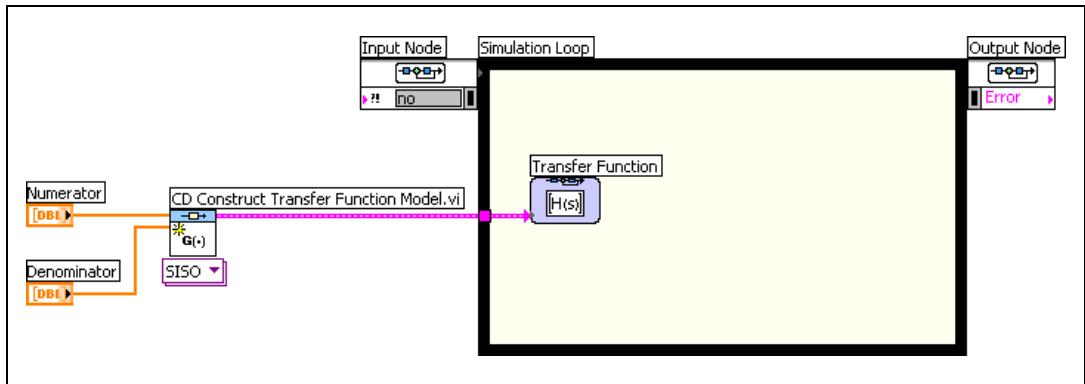 Input Node
Simulation Loop
Output Node
?! no
Error
Transfer Function
H(s)
Numerator
[DBL]
CD Construct Transfer Function Model.vi
G(·)
Denominator
[DBL]
SISO